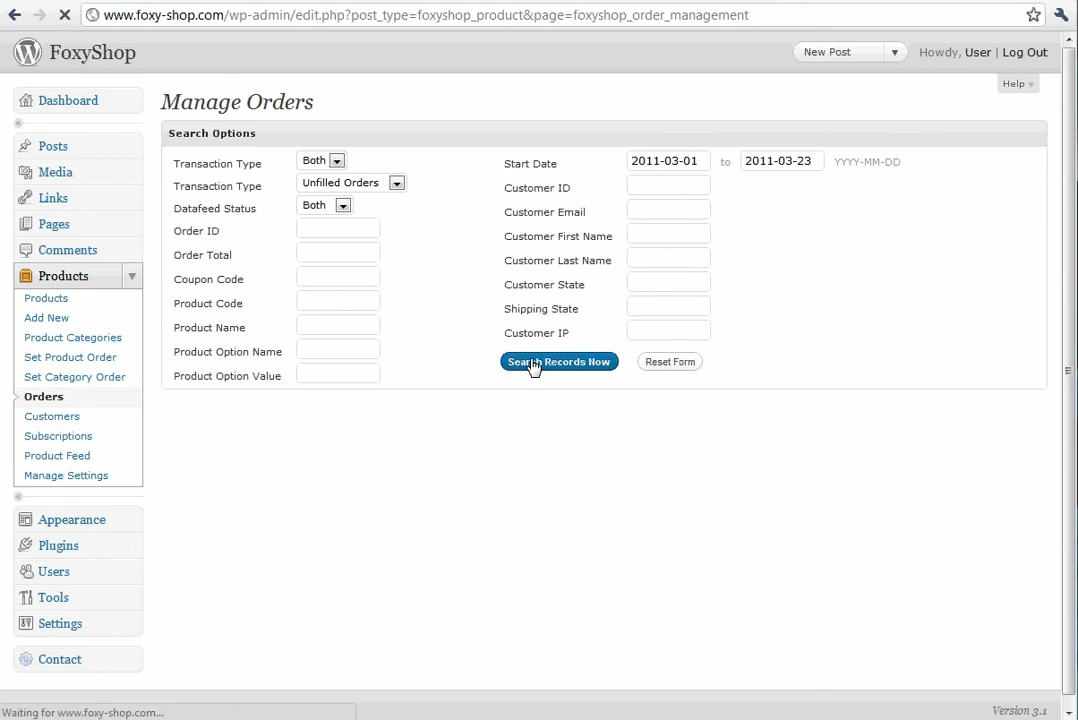 www.foxy-shop.com/wp-admin/edit.php?post_type=foxyshop_product&page=foxyshop_order_management
FoxyShop
New Post
Howdy, User | Log Out
Help
Dashboard
Posts
Media
Links
Pages
Comments
Products
Products
Add New
Product Categories
Set Product Order
Set Category Order
Orders
Customers
Subscriptions
Product Feed
Manage Settings
Appearance
Plugins
Users
Tools
Settings
Contact
Manage Orders
Search Options
Transaction Type Both
Transaction Type Unfilled Orders
Datafeed Status Both
Order ID
Order Total
Coupon Code
Product Code
Product Name
Product Option Name
Product Option Value
Start Date 2011-03-01 to 2011-03-23 YYYY-MM-DD
Customer ID
Customer Email
Customer First Name
Customer Last Name
Customer State
Shipping State
Customer IP
Search Records Now Reset Form
Waiting for www.foxy-shop.com...
Version 3.1